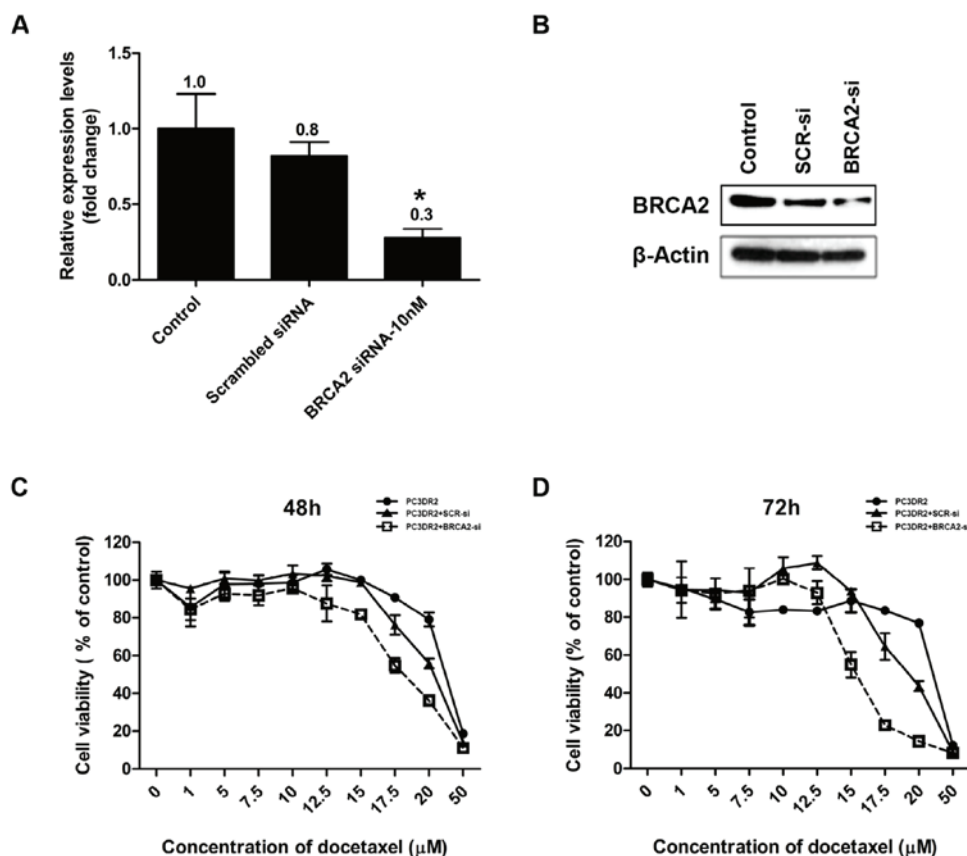 A
Relative expression levels
(fold change)
1.5
1.0
0.5
0.0
1.0
0.8
*
0.3
Control
Scrambled siRNA
BRCA2 siRNA-10nM
B
Control
SCR-si
BRCA2-si
BRCA2
β-Actin
C
48h
PC3DR2
PC3DR2+SCR-si
PC3DR2+BRCA2-si
Cell viability ( % of control)
120
100
80
60
40
20
0
0
1
5
7.5
10
12.5
15
17.5
20
50
Concentration of docetaxel (μM)
D
72h
PC3DR2
PC3DR2+SCR-si
PC3DR2+BRCA2-s
Cell viability (% of control)
120
100
80
60
40
20
0
0
1
5
7.5
10
12.5
15
17.5
20
50
Concentration of docetaxel (μM)